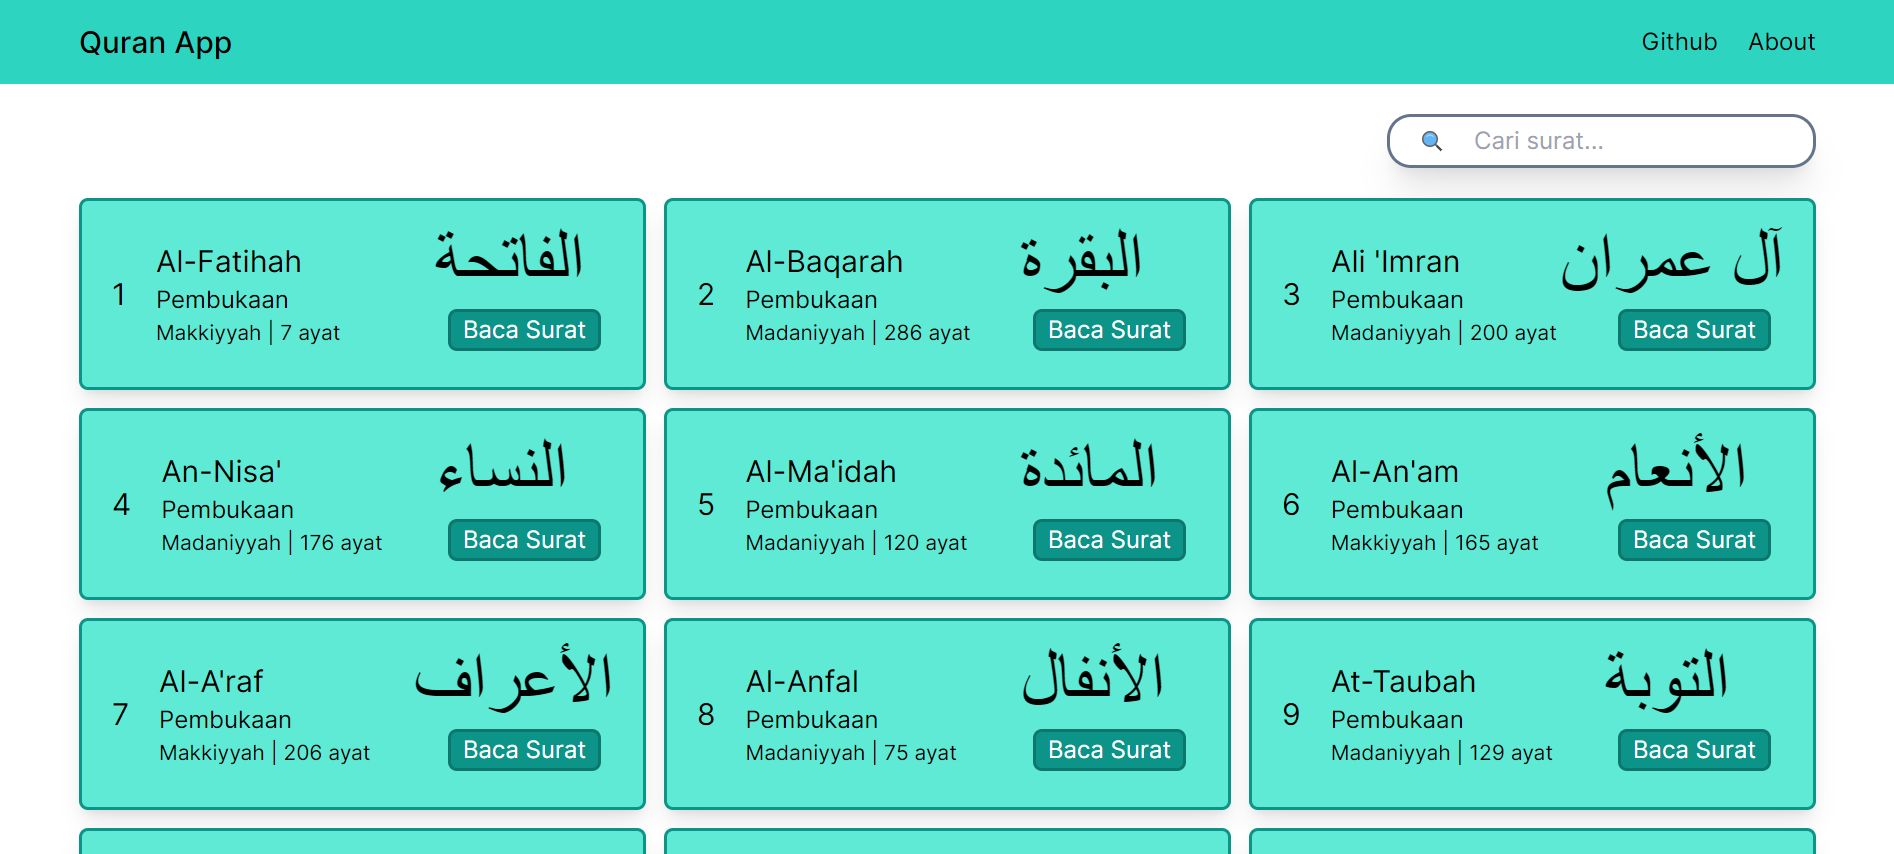 Quran App
Github
About
Cari surat...
1
Al-Fatihah
Pembukaan
Makkiyyah | 7 ayat
الفاتحة
Baca Surat
2
Al-Baqarah
Pembukaan
Madaniyyah | 286 ayat
البقرة
Baca Surat
3
Ali 'Imran
Pembukaan
Madaniyyah | 200 ayat
آل عمران
Baca Surat
4
An-Nisa'
Pembukaan
Madaniyyah | 176 ayat
النساء
Baca Surat
5
Al-Ma'idah
Pembukaan
Madaniyyah | 120 ayat
المائدة
Baca Surat
6
Al-An'am
Pembukaan
Makkiyyah | 165 ayat
الأنعام
Baca Surat
7
Al-A'raf
Pembukaan
Makkiyyah | 206 ayat
الأعراف
Baca Surat
8
Al-Anfal
Pembukaan
Madaniyyah | 75 ayat
الأنفال
Baca Surat
9
At-Taubah
Pembukaan
Madaniyyah | 129 ayat
التوبة
Baca Surat